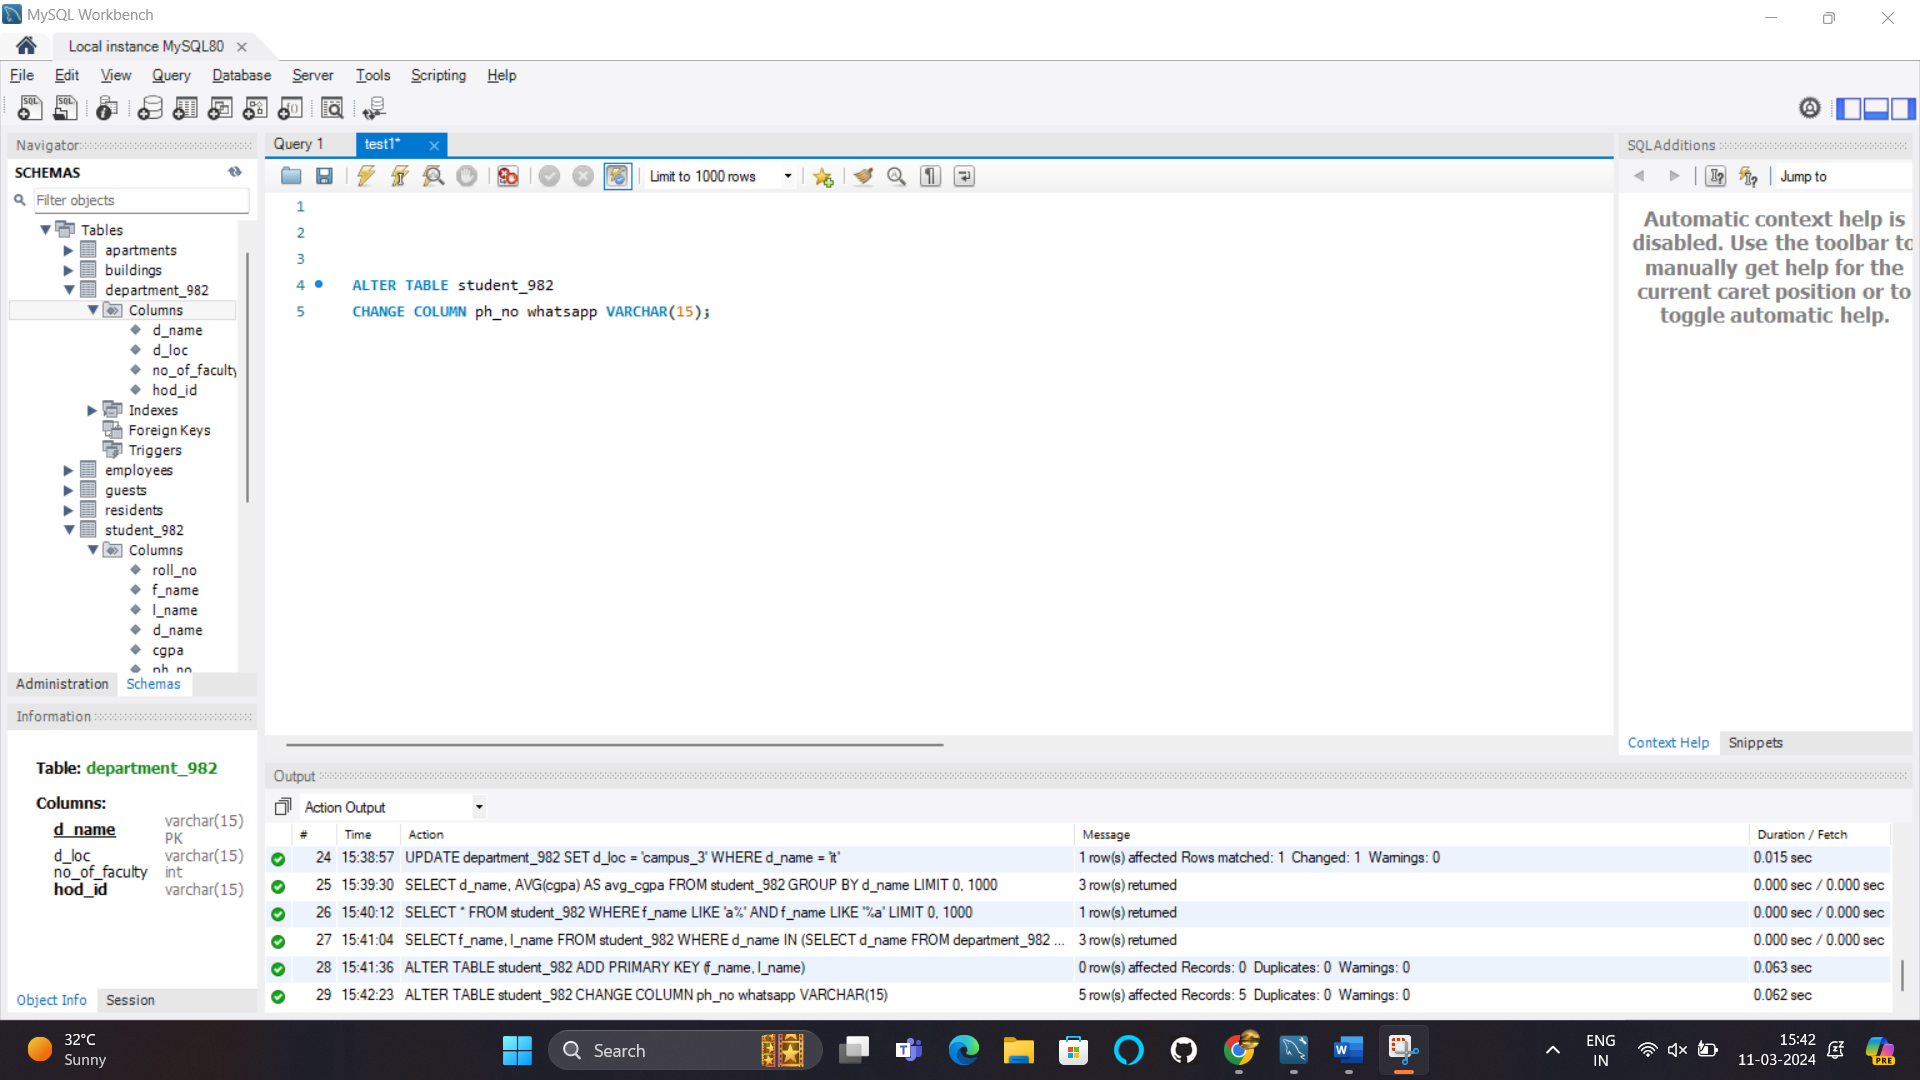 MySQL Workbench
Local instance MySQL80
File Edit View Query Database Server Tools Scripting Help
Navigator
SCHEMAS
Filter objects
Tables
apartments
buildings
department_982
Columns
d_name
d_loc
no_of_faculty
hod_id
Indexes
Foreign Keys
Triggers
employees
guests
residents
student_982
Columns
roll_no
f_name
l_name
d_name
cgpa
ph_no
Administration Schemas
Information
Table: department_982
Columns:
d_name varchar(15)
PK
d_loc varchar(15)
no_of_faculty int
hod_id varchar(15)
Object Info Session
Query 1 test1*
Limit to 1000 rows
1
2
3
4 ALTER TABLE student_982
5 CHANGE COLUMN ph_no whatsapp VARCHAR(15);
SQLAdditions
Jump to
Automatic context help is
disabled. Use the toolbar to
manually get help for the
current caret position or to
toggle automatic help.
Context Help Snippets
Output
Action Output
# Time Action Message Duration / Fetch
24 15:38:57 UPDATE department_982 SET d_loc = 'campus_3' WHERE d_name = 'it' 1 row(s) affected Rows matched: 1 Changed: 1 Warnings: 0 0.015 sec
25 15:39:30 SELECT d_name, AVG(cgpa) AS avg_cgpa FROM student_982 GROUP BY d_name LIMIT 0, 1000 3 row(s) returned 0.000 sec / 0.000 sec
26 15:40:12 SELECT * FROM student_982 WHERE f_name LIKE 'a%' AND f_name LIKE '%a' LIMIT 0, 1000 1 row(s) returned 0.000 sec / 0.000 sec
27 15:41:04 SELECT f_name, l_name FROM student_982 WHERE d_name IN (SELECT d_name FROM department_982 ... 3 row(s) returned 0.000 sec / 0.000 sec
28 15:41:36 ALTER TABLE student_982 ADD PRIMARY KEY (f_name, l_name) 0 row(s) affected Records: 0 Duplicates: 0 Warnings: 0 0.063 sec
29 15:42:23 ALTER TABLE student_982 CHANGE COLUMN ph_no whatsapp VARCHAR(15) 5 row(s) affected Records: 5 Duplicates: 0 Warnings: 0 0.062 sec
32°C
Sunny
Search
ENG
IN
15:42
11-03-2024
PRE